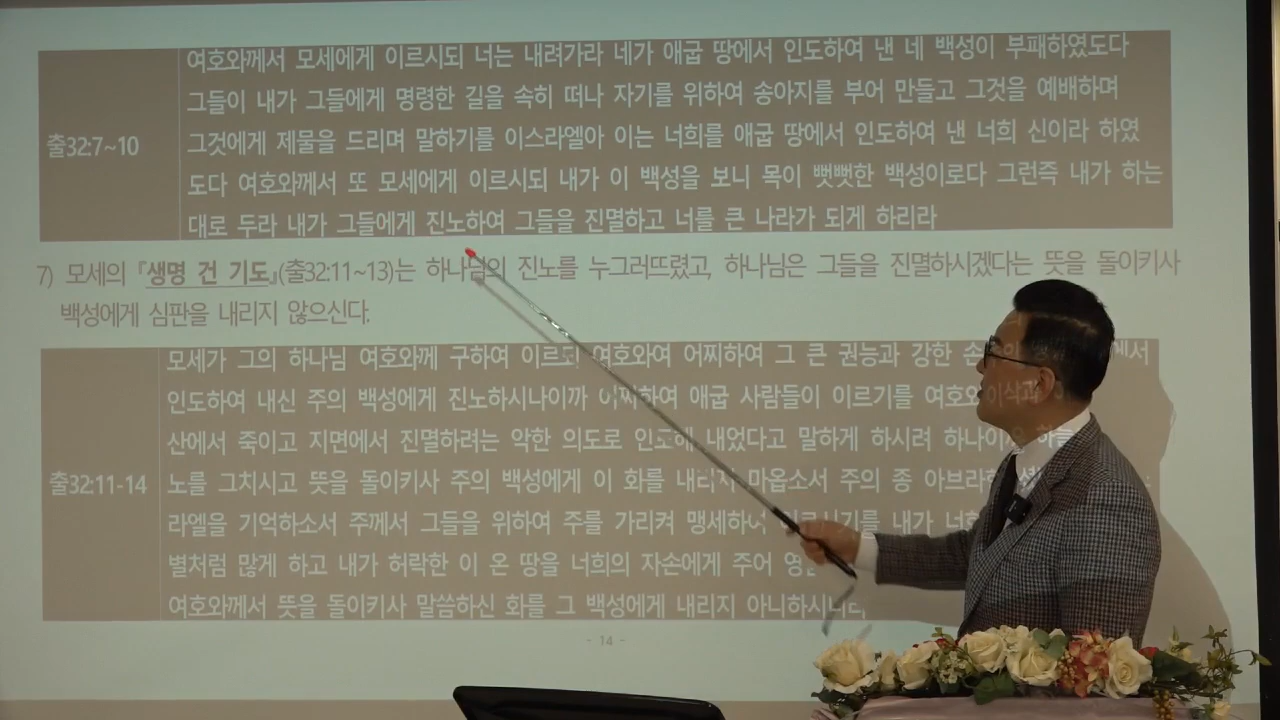 여호와께서 모세에게 이르시되 너는 내려가라 네가 애굽 땅에서 인도하여 낸 네 백성이 부패하였도다
그들이 내가 그들에게 명령한 길을 속히 떠나 자기를 위하여 송아지를 부어 만들고 그것을 예배하며
출32:7~10
그것에게 제물을 드리며 말하기를 이스라엘아 이는 너희를 애굽 땅에서 인도하여 낸 너희 신이라 하였
도다 여호와께서 또 모세에게 이르시되 내가 이 백성을 보니 목이 뻣뻣한 백성이로다 그런즉 내가 하는
대로 두라 내가 그들에게 진노하여 그들을 진멸하고 너를 큰 나라가 되게 하리라
7) 모세의 『생명 건 기도』(출32:11~13)는 하나님의 진노를 누그러뜨렸고, 하나님은 그들을 진멸하시겠다는 뜻을 돌이키사
백성에게 심판을 내리지 않으신다.
모세가 그의 하나님 여호와께 구하여 이르되 여호와여 어찌하여 그 큰 권능과 강한
인도하여 내신 주의 백성에게 진노하시나이까 어찌하여 애굽 사람들이 이르기를
산에서 죽이고 지면에서 진멸하려는 악한 의도로 인도해 내었다고 말하게 하시려
출32:11-14
노를 그치시고 뜻을 돌이키사 주의 백성에게 이 화를 내리지 마옵소서 주의 종
라엘을 기억하소서 주께서 그들을 위하여 주를 가리켜 내가
별처럼 많게 하고 내가 허락한 이 온 땅을 너희의 자손에게 주어
여호와께서 뜻을 돌이키사 말씀하신 화를 그 백성에게 내리지 아니하시니라
- 14 -